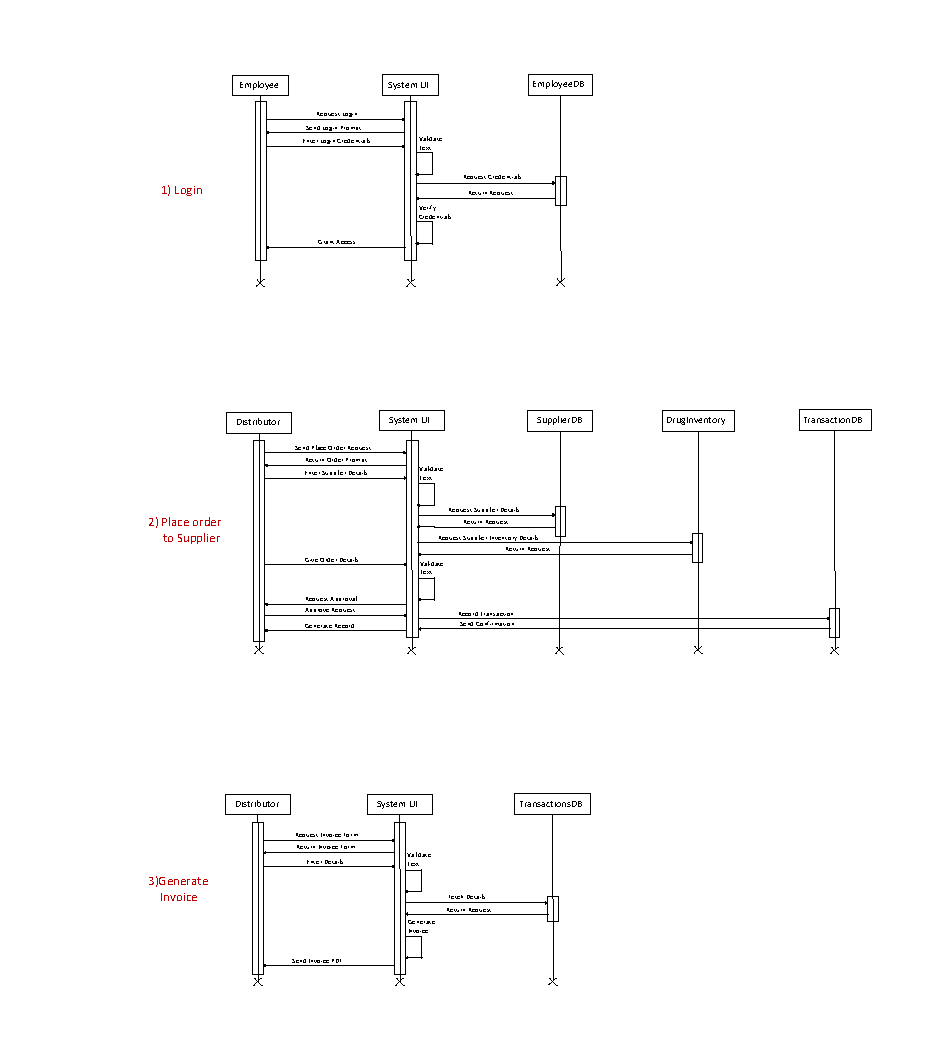 Employee
System UI
EmployeeDB
Request Login
Send Login Prompt
Enter Login Credentials
Validate
Text
1) Login
Request Credentials
Return Request
Verify
Credentials
Grant Access
Distributor
System UI
SupplierDB
DrugInventory
TransactionDB
Send Place Order Request
Return Order Prompt
Enter Supplier Details
Validate
Text
2) Place order
to Supplier
Request Supplier Details
Return Request
Request Supplier Inventory Details
Return Request
Give Order Details
Validate
Text
Request Approval
Approve Request
Record Transaction
Send Confirmation
Generate Record
Distributor
System UI
TransactionsDB
Request Invoice Form
Return Invoice Form
Enter Details
Validate
Text
3)Generate
Invoice
Fetch Details
Return Request
Generate
Invoice
Send Invoice PDF